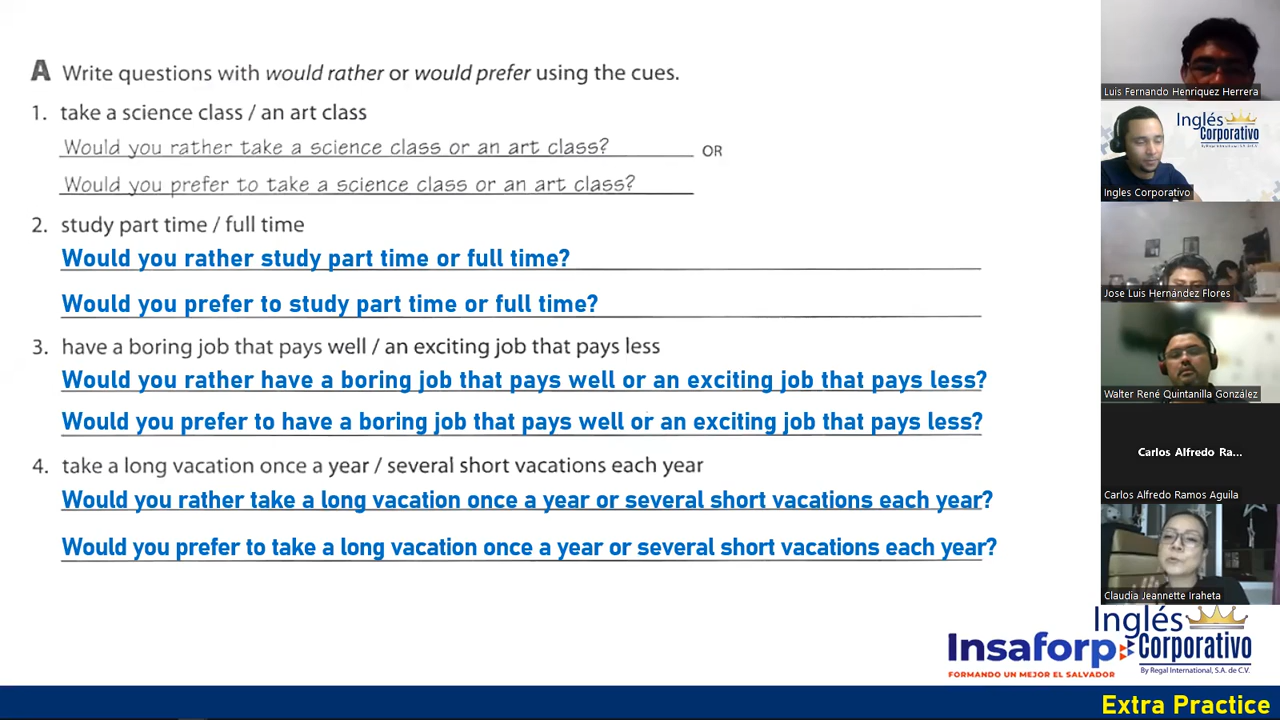 A Write questions with would rather or would prefer using the cues.
1. take a science class / an art class
Would you rather take a science class or an art class? OR
Would you prefer to take a science class or an art class?
2. study part time / full time
Would you rather study part time or full time?
Would you prefer to study part time or full time?
3. have a boring job that pays well / an exciting job that pays less
Would you rather have a boring job that pays well or an exciting job that pays less?
Would you prefer to have a boring job that pays well or an exciting job that pays less?
4. take a long vacation once a year / several short vacations each year
Would you rather take a long vacation once a year or several short vacations each year?
Would you prefer to take a long vacation once a year or several short vacations each year?
Luis Fernando Henriquez Herrera
Inglés
Corporativo
By Regal International, S.A. de C.V.
Ingles Corporativo
Jose Luis Hernández Flores
Walter René Quintanilla González
Carlos Alfredo Ra...
Carlos Alfredo Ramos Aguila
Claudia Jeannette Iraheta
Insaforp
FORMANDO UN MEJOR EL SALVADOR
Inglés
Corporativo
By Regal International, S.A. de C.V.
Extra Practice